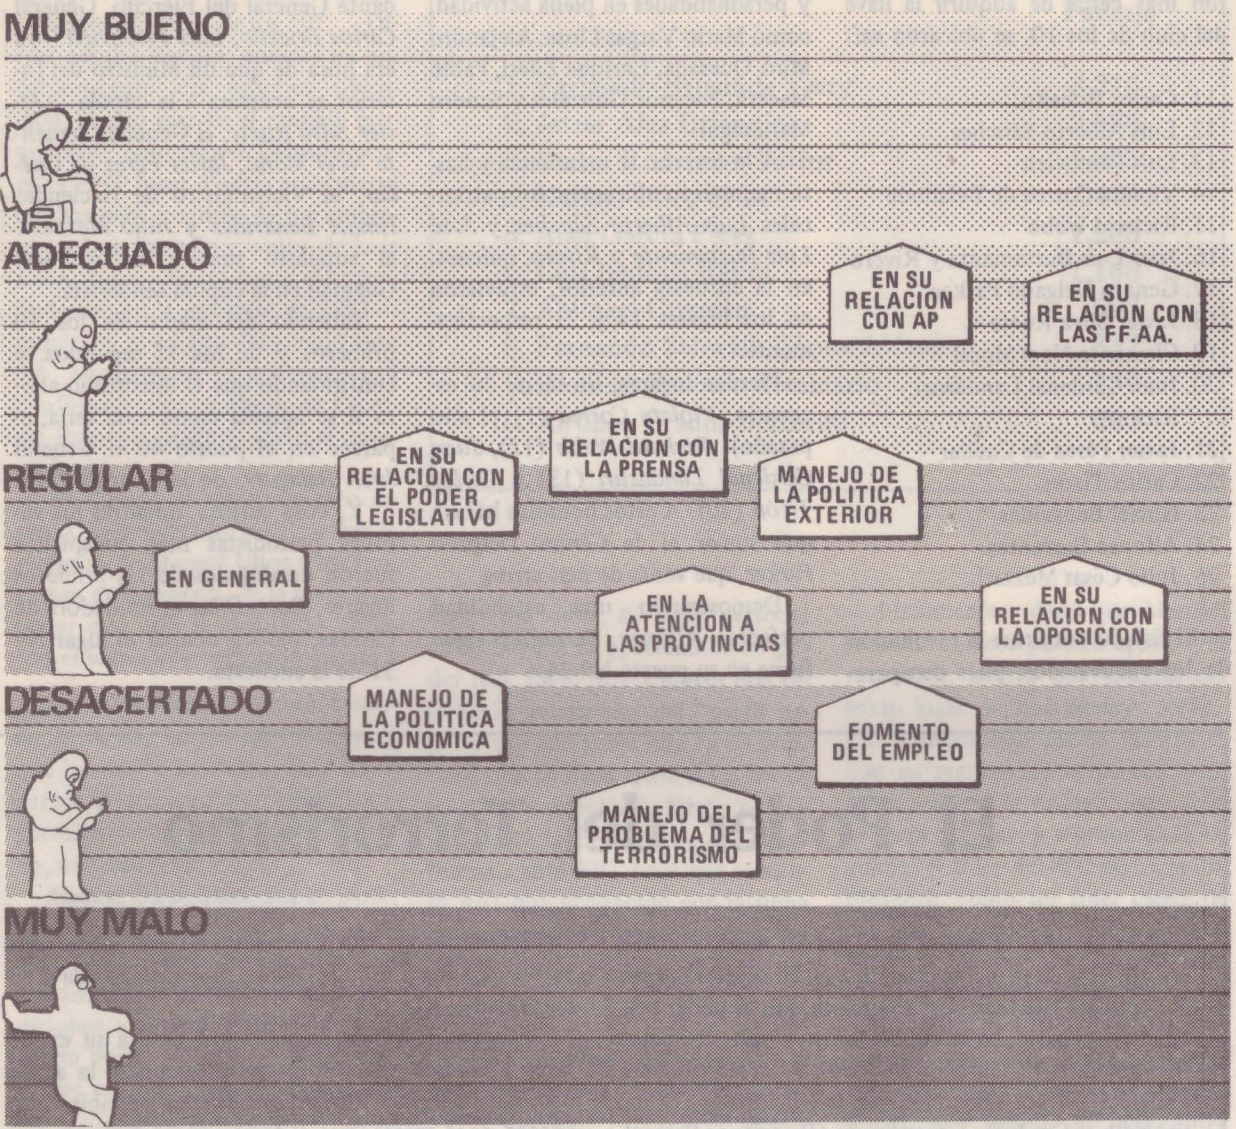 MUY BUENO
ZZZ
ADECUADO
EN SU
RELACION
CON AP
EN SU
RELACION CON
LAS FF.AA.
EN SU
RELACION CON
LA PRENSA
EN SU
RELACION CON
EL PODER
LEGISLATIVO
MANEJO DE
LA POLITICA
EXTERIOR
REGULAR
EN GENERAL
EN LA
ATENCION A
LAS PROVINCIAS
EN SU
RELACION CON
LA OPOSICION
DESACERTADO
MANEJO DE
LA POLITICA
ECONOMICA
FOMENTO
DEL EMPLEO
MANEJO DEL
PROBLEMA DEL
TERRORISMO
MUY MALO